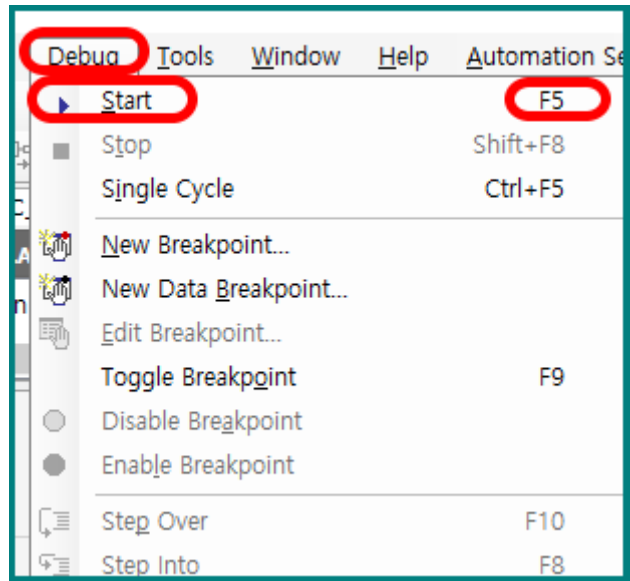 Debug Tools Window Help Automation Se
Start F5
Stop Shift+F8
Single Cycle Ctrl+F5
New Breakpoint...
New Data Breakpoint...
Edit Breakpoint...
Toggle Breakpoint F9
Disable Breakpoint
Enable Breakpoint
Step Over F10
Step Into F8